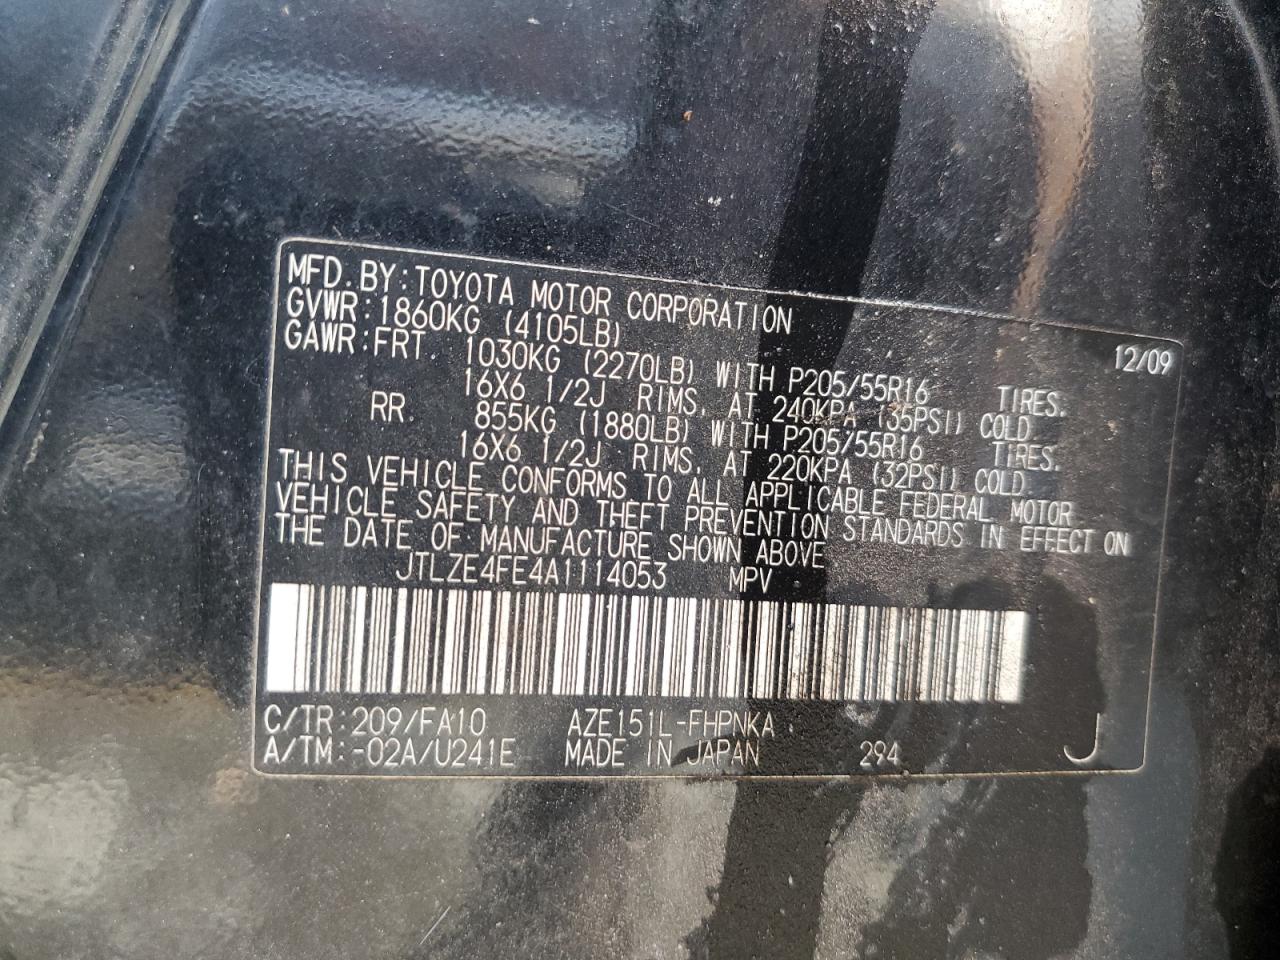 MFD. BY: TOYOTA MOTOR CORPORATION 12/09
GVWR: 1860KG (4105LB)
GAWR: FRT. 1030KG (2270LB) WITH P205/55R16 TIRES.
16X6 1/2J RIMS, AT 240KPA (35PSI) COLD
RR. 855KG (1880LB) WITH P205/55R16 TIRES.
16X6 1/2J RIMS, AT 220KPA (32PSI) COLD.
THIS VEHICLE CONFORMS TO ALL APPLICABLE FEDERAL MOTOR
VEHICLE SAFETY AND THEFT PREVENTION STANDARDS IN EFFECT ON
THE DATE OF MANUFACTURE SHOWN ABOVE
JTLZE4FE4A1114053 MPV
C/TR: 209/FA10 AZE151L-FHPNKA
A/TM: -02A/U241E MADE IN JAPAN 294 J